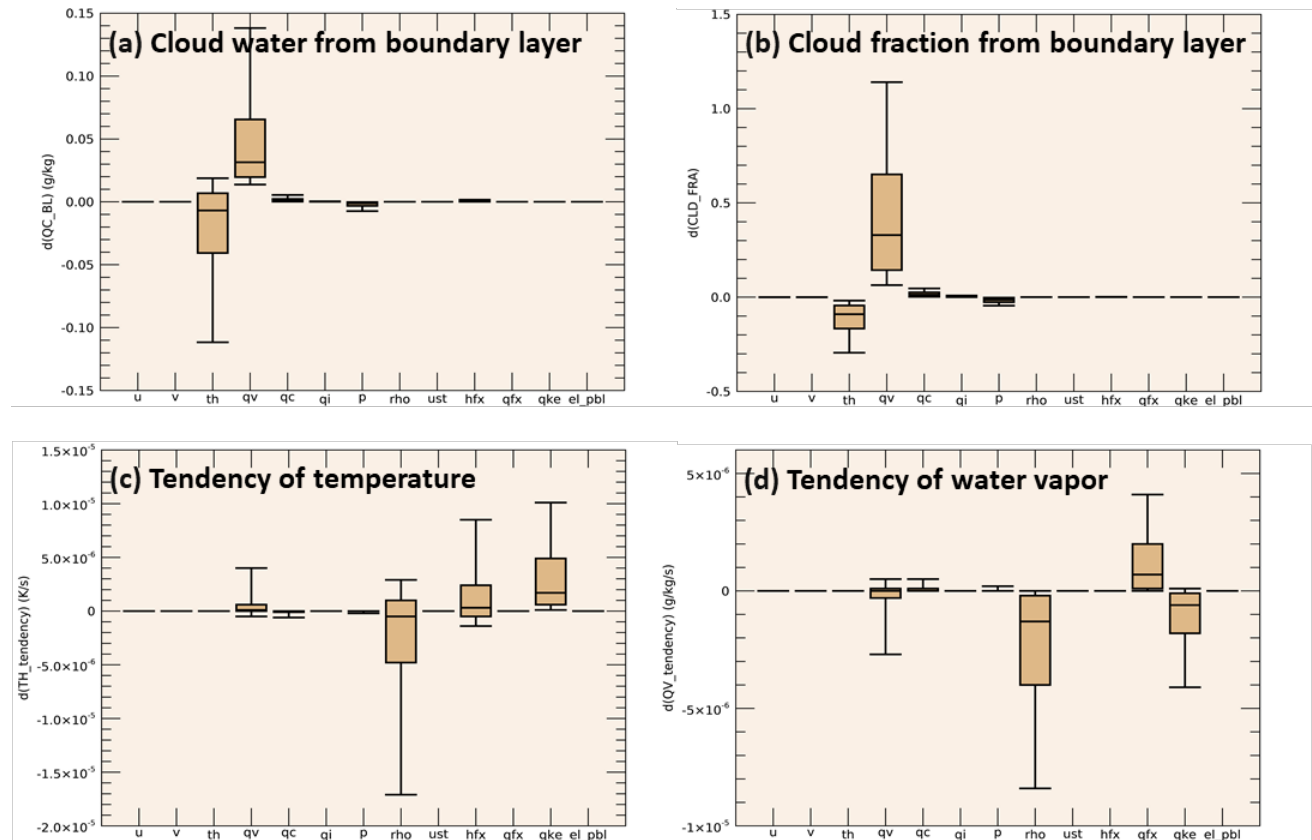 (a) Cloud water from boundary layer
d(QC_BL) (g/kg)
0.15
0.10
0.05
0.00
-0.05
-0.10
-0.15
u v th qv qc qi p rho ust hfx qfx qke el_pbl
(b) Cloud fraction from boundary layer
d(CLD_FRA)
1.5
1.0
0.5
0.0
-0.5
u v th qv qc qi p rho ust hfx qfx qke el_pbl
(c) Tendency of temperature
d(TH_tendency) (K/s)
1.5×10⁻⁵
1.0×10⁻⁵
5.0×10⁻⁶
0
-5.0×10⁻⁶
-1.0×10⁻⁵
-1.5×10⁻⁵
-2.0×10⁻⁵
u v th qv qc qi p rho ust hfx qfx qke el_pbl
(d) Tendency of water vapor
d(QV_tendency) (g/kg/s)
5×10⁻⁶
0
-5×10⁻⁶
-1×10⁻⁵
u v th qv qc qi p rho ust hfx qfx qke el_pbl